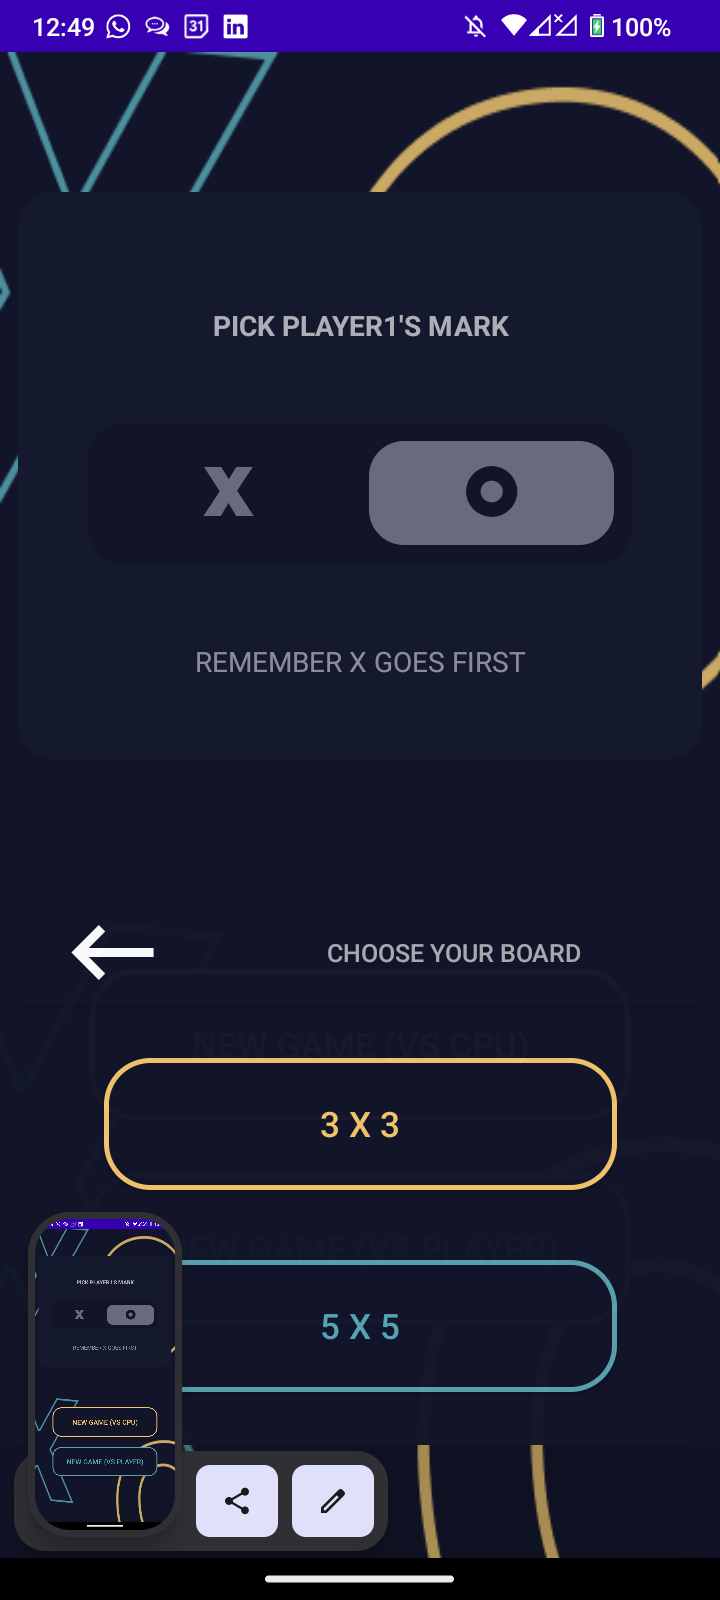 12:49
31
in
100%
PICK PLAYER1'S MARK
X O
REMEMBER X GOES FIRST
CHOOSE YOUR BOARD
NEW GAME (VS CPU)
3 X 3
NEW GAME (VS PLAYER)
5 X 5
PICK PLAYER1'S MARK
X O
REMEMBER X GOES FIRST
NEW GAME (VS CPU)
NEW GAME (VS PLAYER)